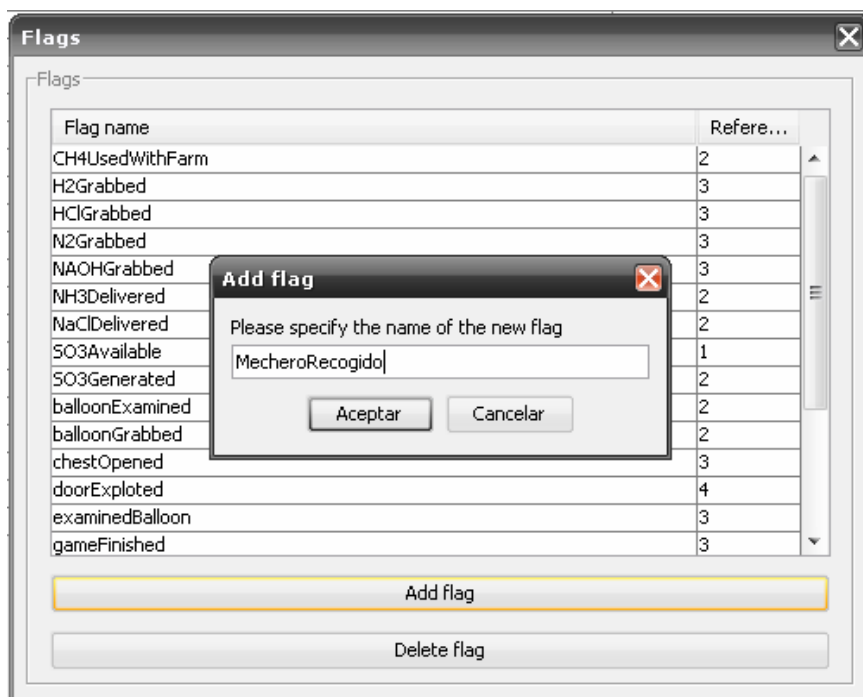 Flags
Flags
Flag name Refere...
CH4UsedWithFarm 2
H2Grabbed 3
HClGrabbed 3
N2Grabbed 3
NAOHGrabbed 3
NH3Delivered 2
NaClDelivered 2
SO3Available 1
SO3Generated 2
balloonExamined 2
balloonGrabbed 2
chestOpened 3
doorExploted 4
examinedBalloon 3
gameFinished 3
Add flag
Please specify the name of the new flag
MecheroRecogido
Aceptar Cancelar
Add flag
Delete flag